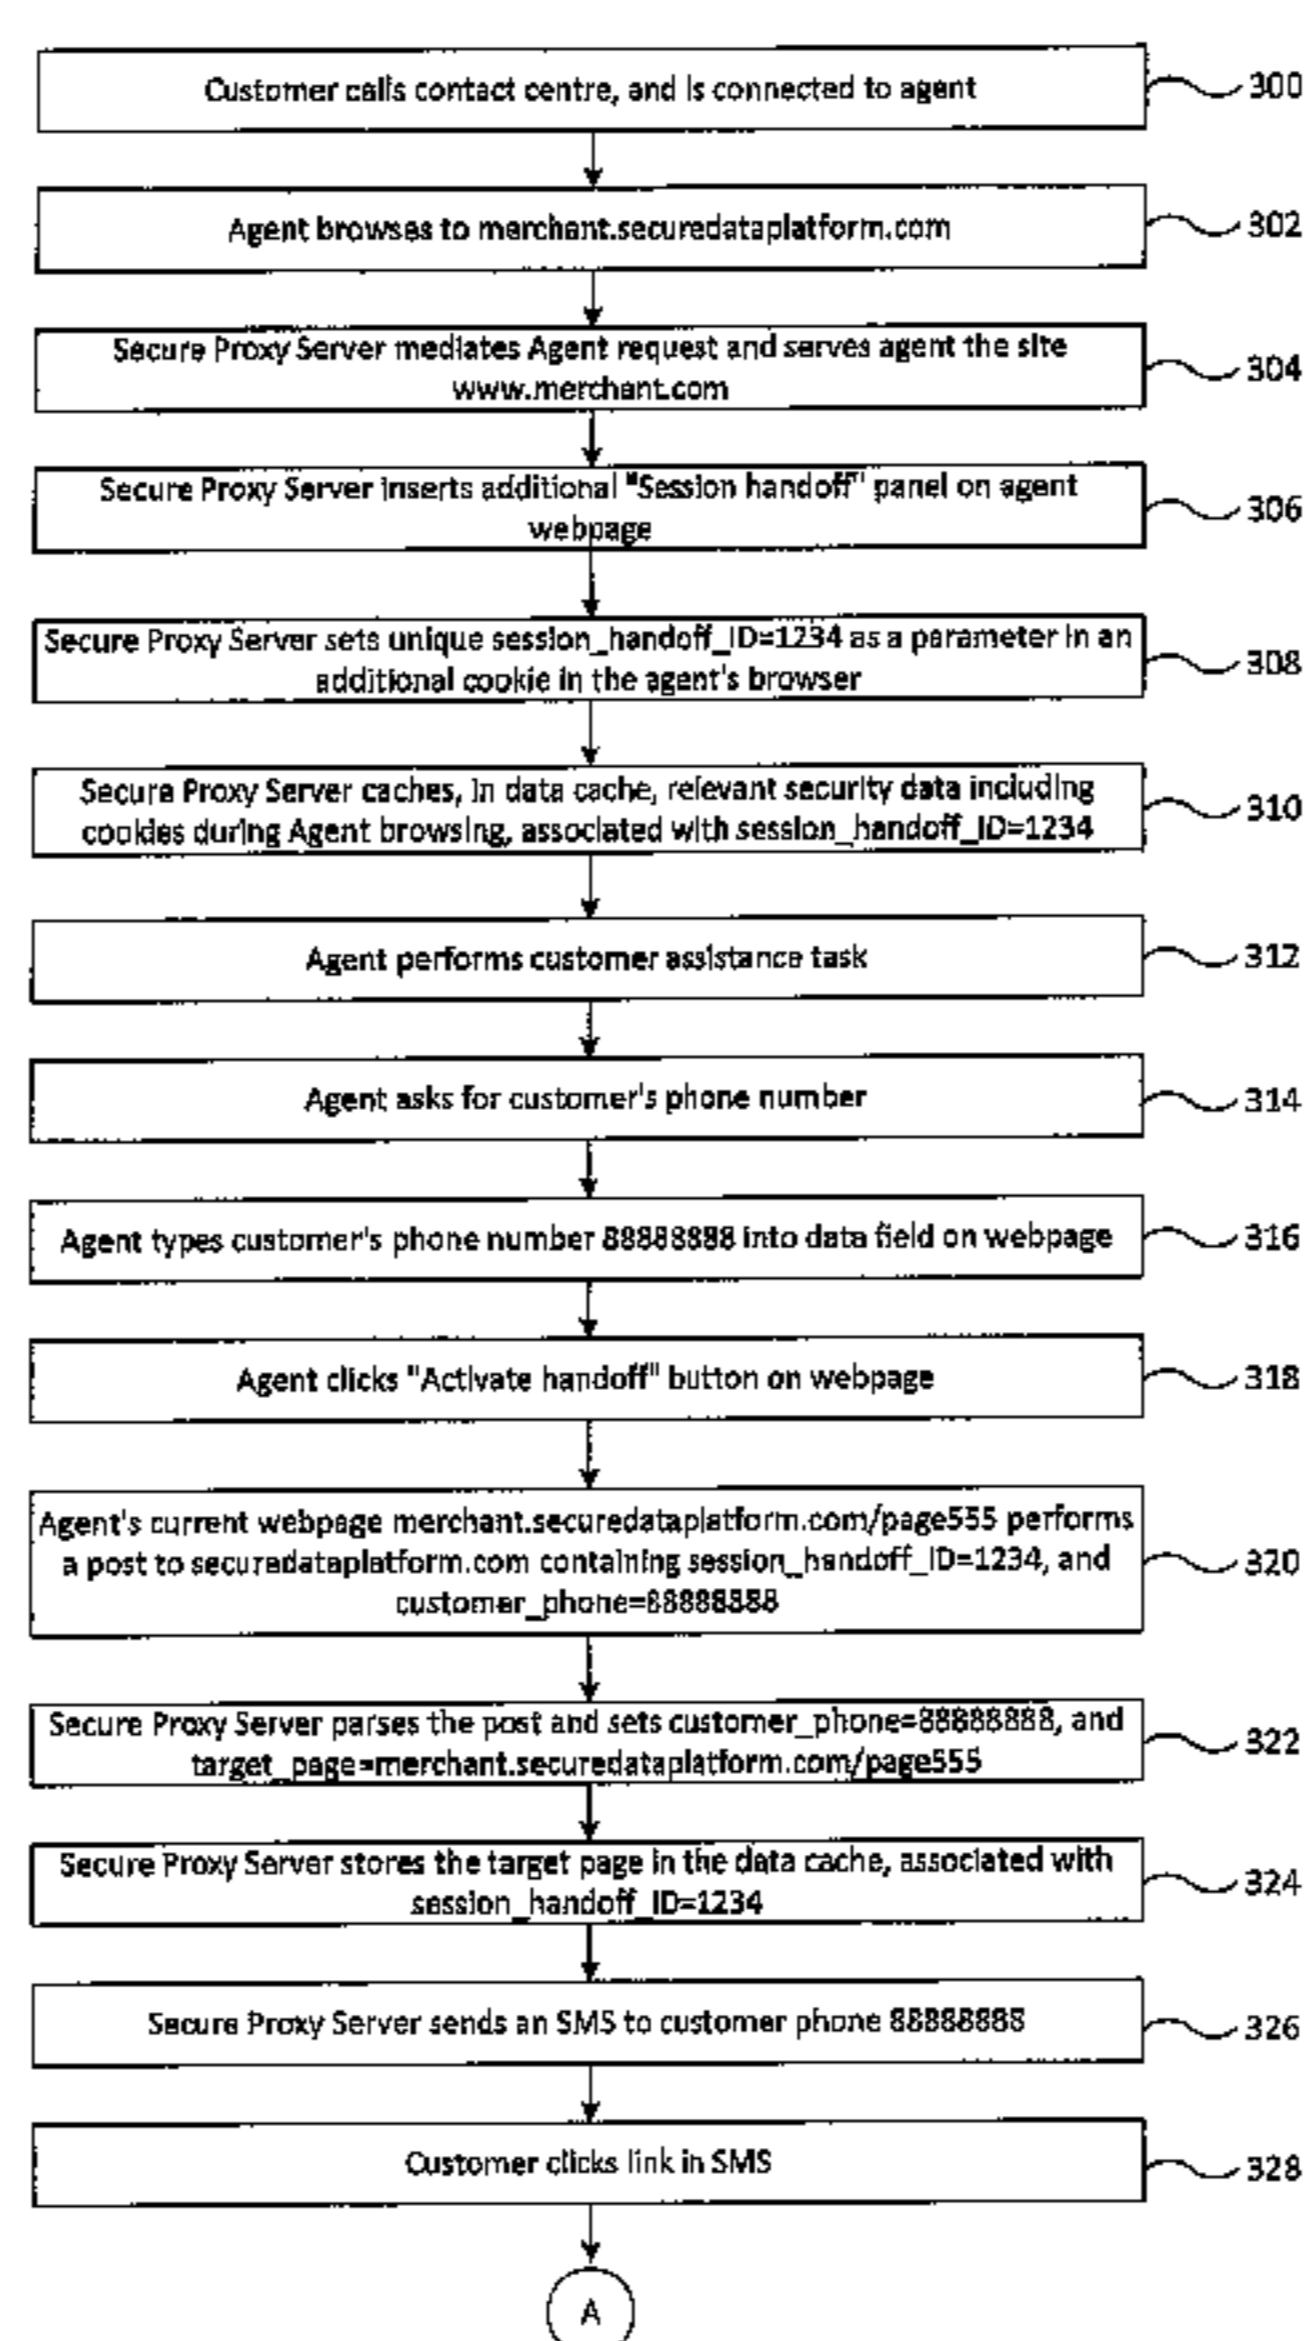 Customer calls contact centre, and is connected to agent
300
Agent browses to merchant.securedataplatform.com
302
Secure Proxy Server mediates Agent request and serves agent the site
www.merchant.com
304
Secure Proxy Server inserts additional "Session handoff" panel on agent
webpage
306
Secure Proxy Server sets unique session_handoff_ID=1234 as a parameter in an
additional cookie in the agent's browser
308
Secure Proxy Server caches, in data cache, relevant security data including
cookies during Agent browsing, associated with session_handoff_ID=1234
310
Agent performs customer assistance task
312
Agent asks for customer's phone number
314
Agent types customer's phone number 88888888 into data field on webpage
316
Agent clicks "Activate handoff" button on webpage
318
Agent's current webpage merchant.securedataplatform.com/page555 performs
a post to securedataplatform.com containing session_handoff_ID=1234, and
customer_phone=88888888
320
Secure Proxy Server parses the post and sets customer_phone=88888888, and
target_page=merchant.securedataplatform.com/page555
322
Secure Proxy Server stores the target page in the data cache, associated with
session_handoff_ID=1234
324
Secure Proxy Server sends an SMS to customer phone 88888888
326
Customer clicks link in SMS
328
A